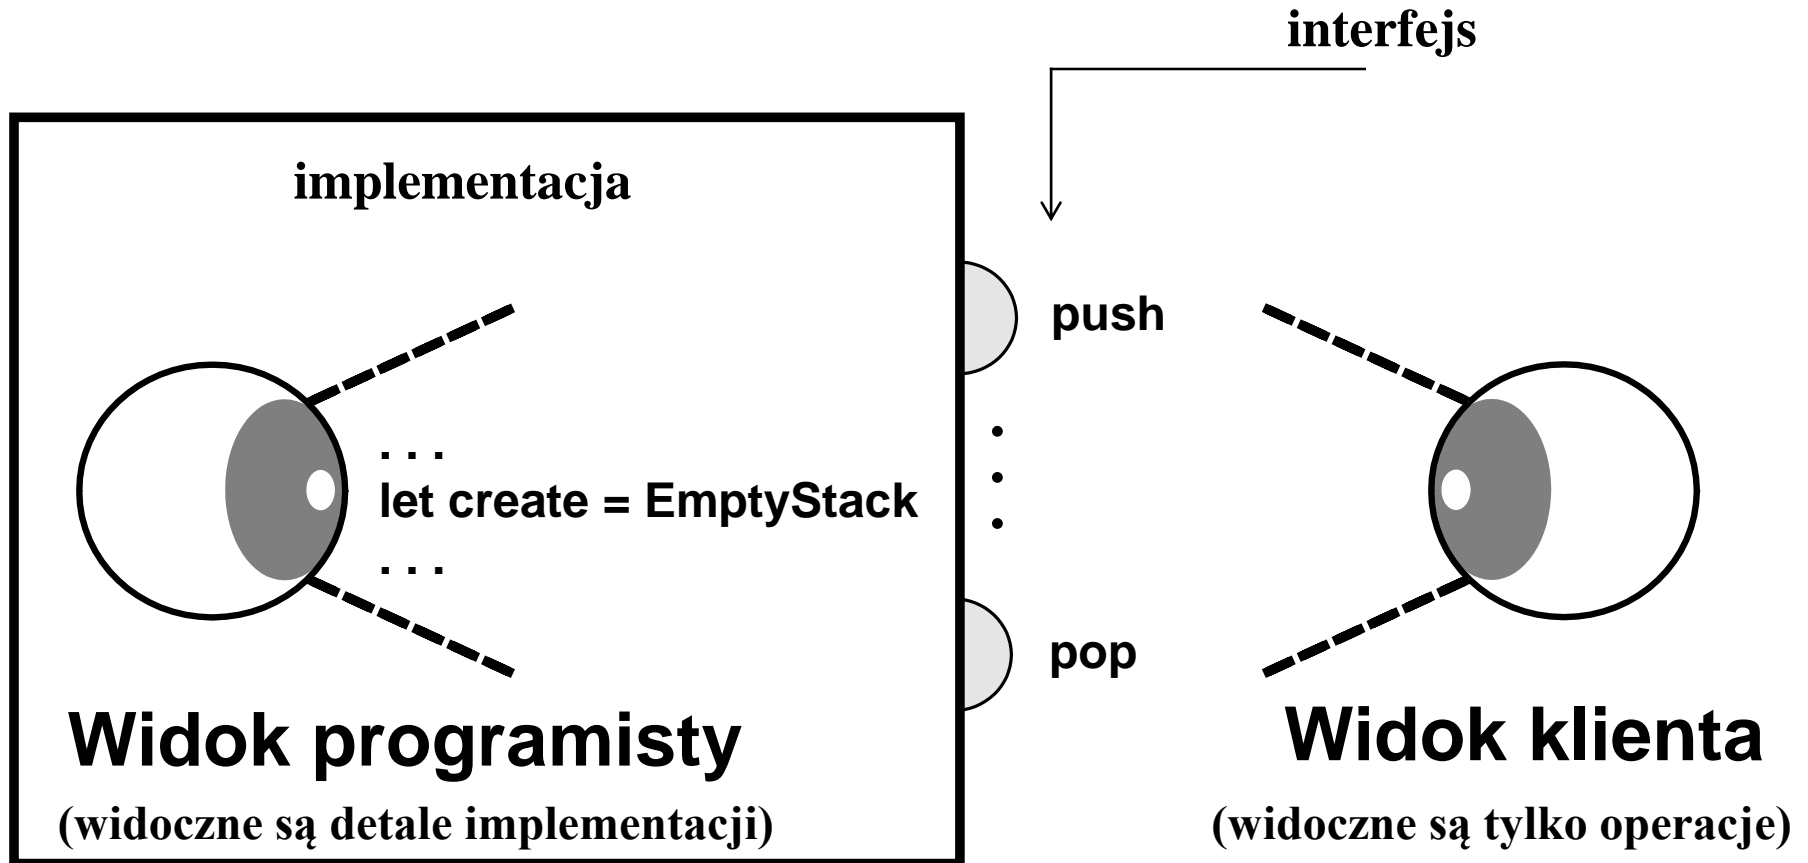 interfejs
implementacja
push
. . .
let create = EmptyStack
. . .
pop
Widok programisty
(widoczne są detale implementacji)
Widok klienta
(widoczne są tylko operacje)